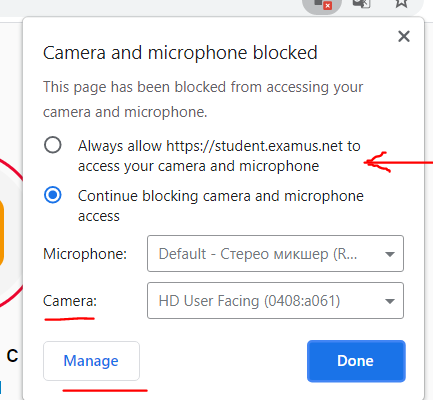 Camera and microphone blocked
This page has been blocked from accessing your
camera and microphone.
Always allow https://student.examus.net to
access your camera and microphone
Continue blocking camera and microphone
access
Microphone: Default - Стерео микшер (R...
Camera: HD User Facing (0408:a061)
С
Manage Done